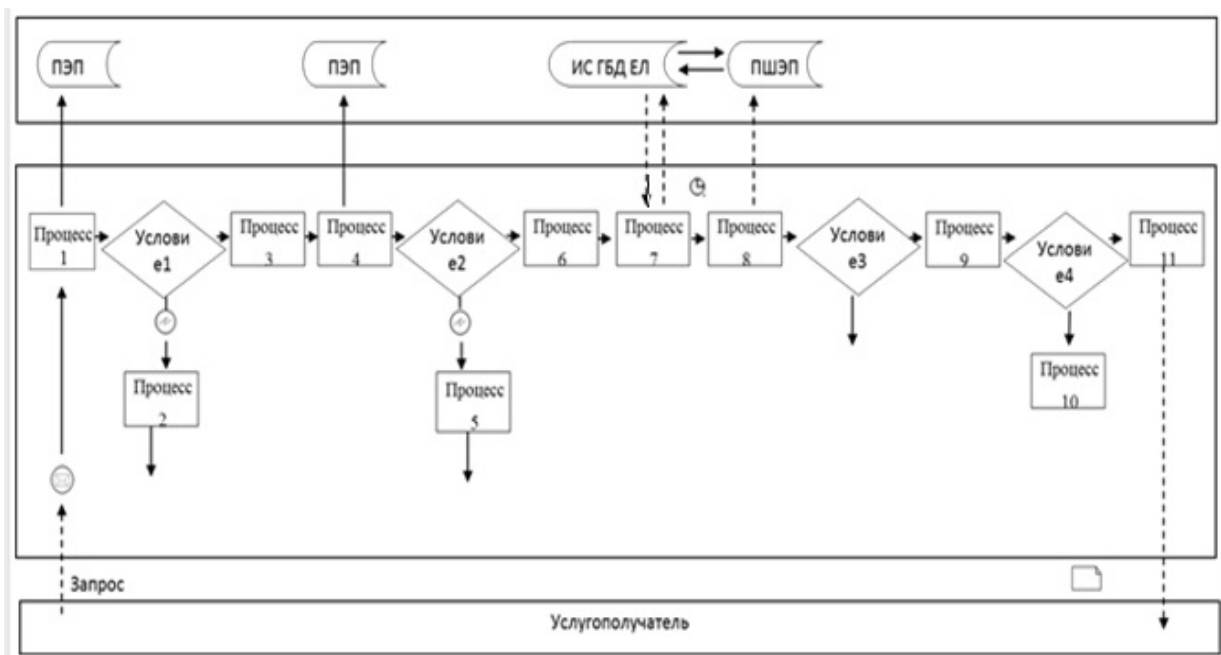 ПЭП
ПЭП
ИС ГБД ЕЛ
ПШЭП
Процесс
1
Услови
е1
Процесс
3
Процесс
4
Услови
е2
Процесс
6
Процесс
7
Процесс
8
Услови
е3
Процесс
9
Услови
е4
Процесс
11
Процесс
2
Процесс
5
Процесс
10
Запрос
Услугополучатель